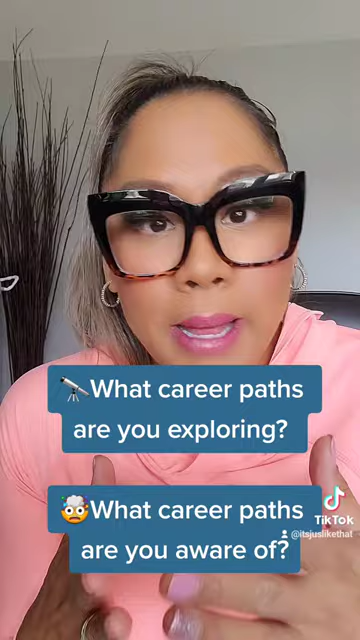 🔭What career paths
are you exploring?
🤯What career paths
are you aware of?
TikTok
@itsjuslikethat